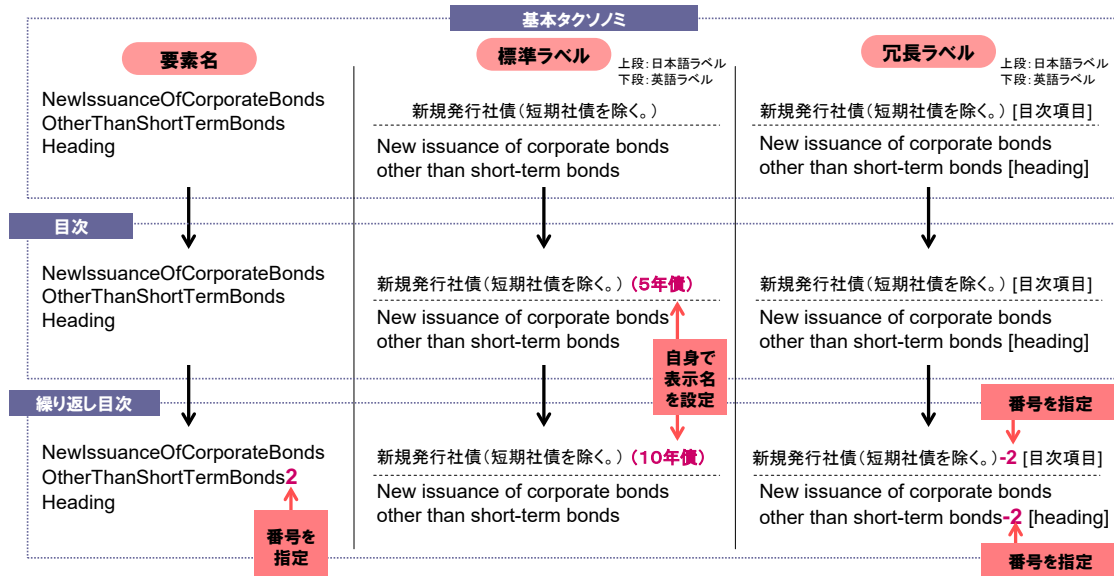 基本タクソノミ
要素名
標準ラベル
上段：日本語ラベル
下段：英語ラベル
冗長ラベル
上段：日本語ラベル
下段：英語ラベル
NewIssuanceOfCorporateBonds
OtherThanShortTermBonds
Heading
新規発行社債（短期社債を除く。）
New issuance of corporate bonds
other than short-term bonds
新規発行社債（短期社債を除く。）[目次項目]
New issuance of corporate bonds
other than short-term bonds [heading]
目次
NewIssuanceOfCorporateBonds
OtherThanShortTermBonds
Heading
新規発行社債（短期社債を除く。）（5年債）
New issuance of corporate bonds
other than short-term bonds
新規発行社債（短期社債を除く。）[目次項目]
New issuance of corporate bonds
other than short-term bonds [heading]
自身で
表示名
を設定
繰り返し目次
番号を指定
NewIssuanceOfCorporateBonds
OtherThanShortTermBonds2
Heading
新規発行社債（短期社債を除く。）（10年債）
New issuance of corporate bonds
other than short-term bonds
新規発行社債（短期社債を除く。）-2 [目次項目]
New issuance of corporate bonds
other than short-term bonds-2 [heading]
番号を
指定
番号を指定